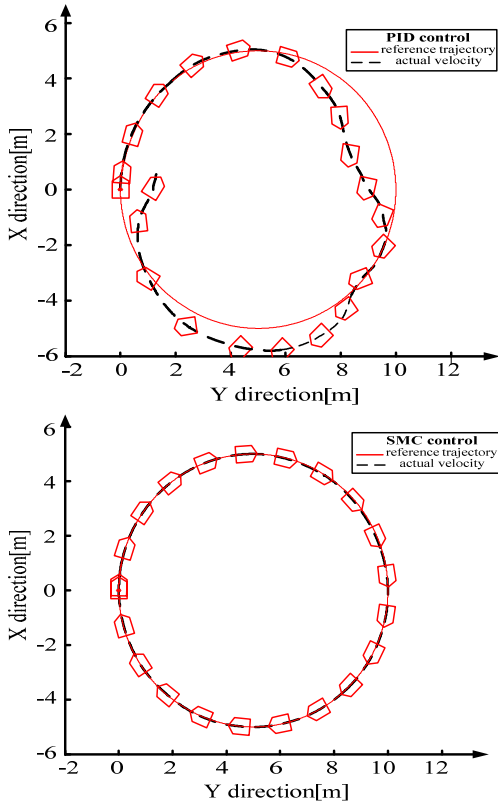 PID control
reference trajectory
actual velocity
X direction[m]
6
4
2
0
-2
-4
-6
-2 0 2 4 6 8 10 12
Y direction[m]
SMC control
reference trajectory
actual velocity
X direction[m]
6
4
2
0
-2
-4
-6
-2 0 2 4 6 8 10 12
Y direction[m]